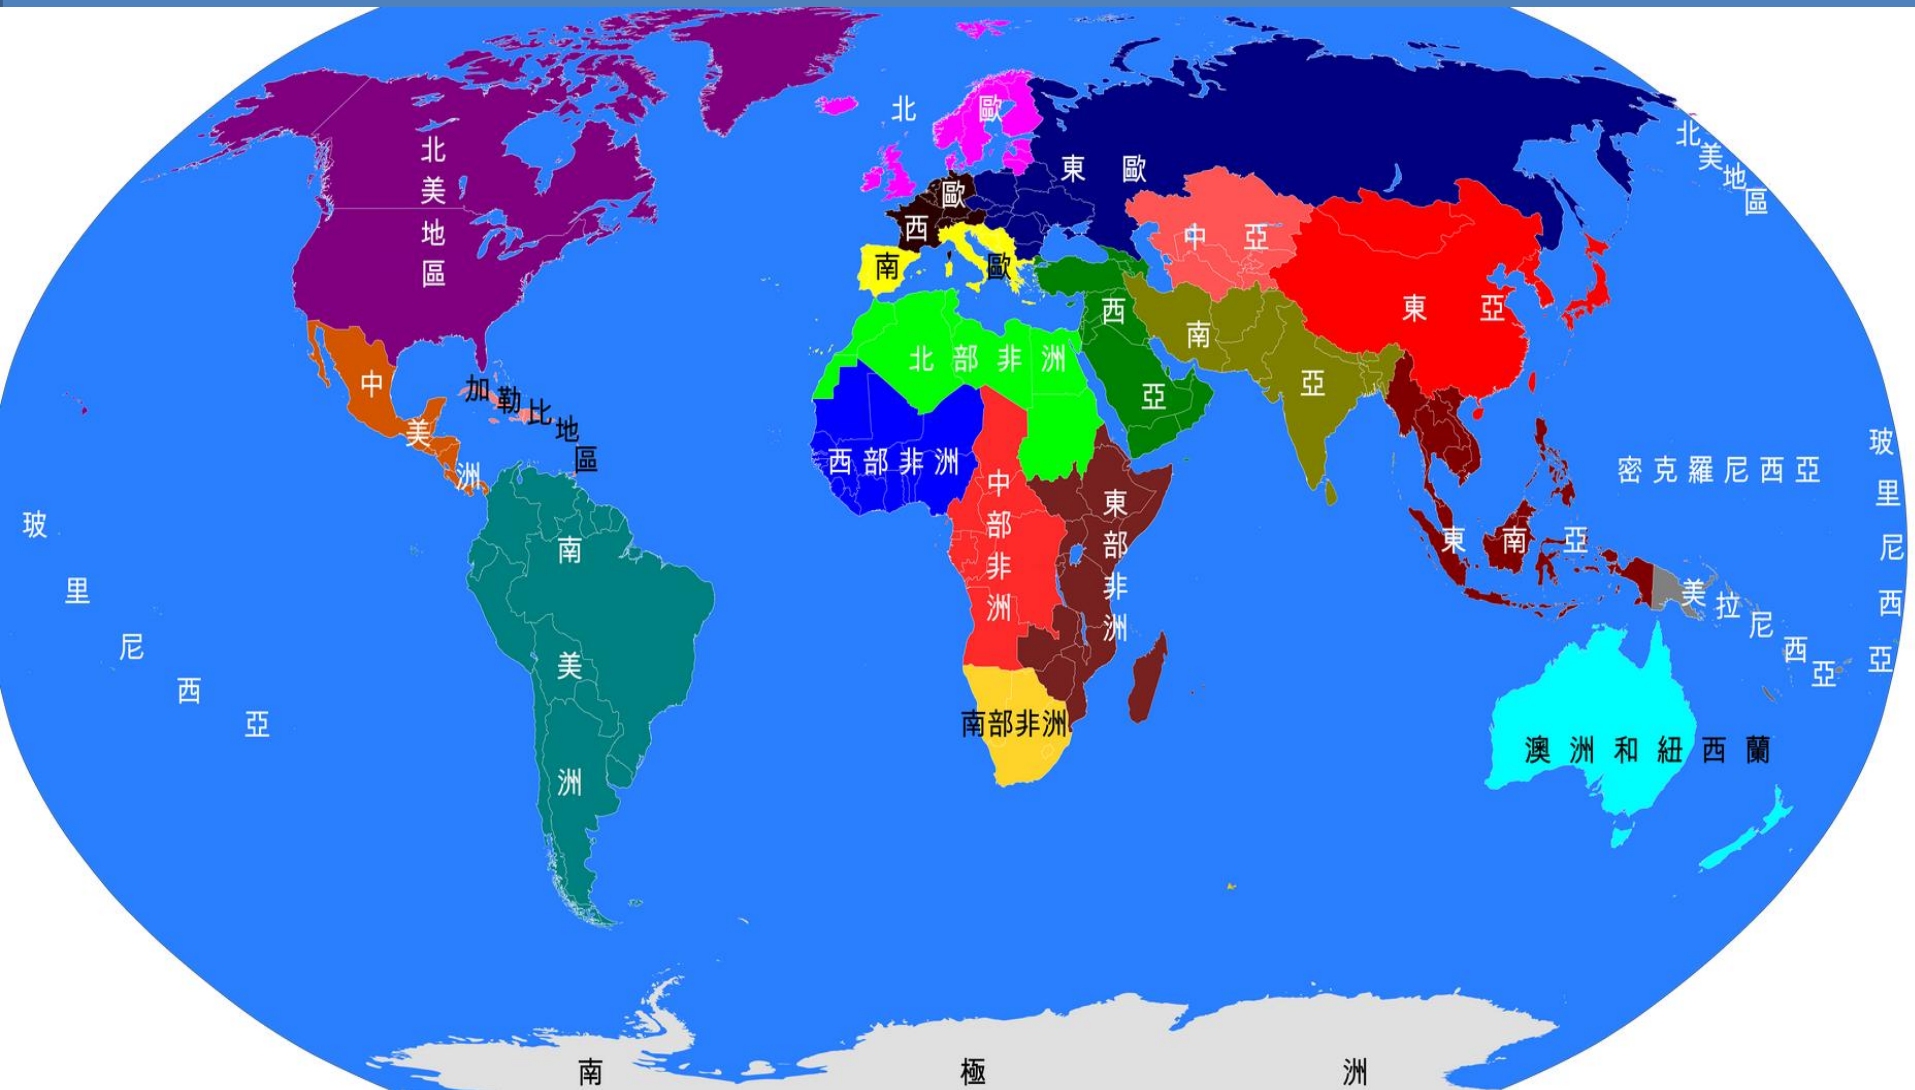 北美地區
北歐
東歐
北美地區
西歐
南歐
中亞
東亞
西亞
南亞
北部非洲
中美洲
加勒比地區
西部非洲
中部非洲
東部非洲
南部非洲
密克羅尼西亞
玻里尼西亞
玻里尼西亞
東南亞
美拉尼西亞
南美洲
澳洲和紐西蘭
南極洲